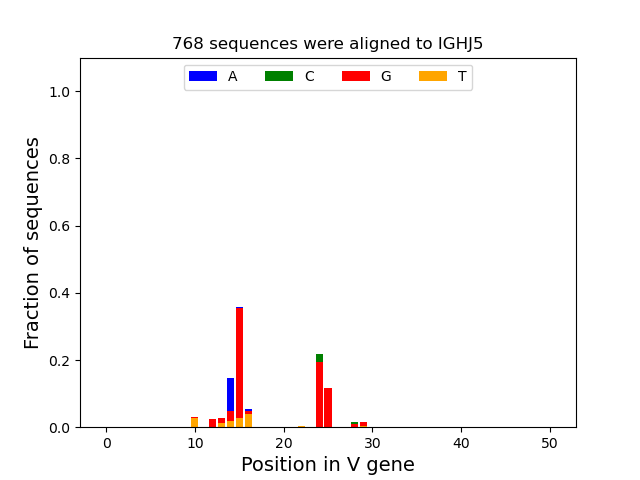 768 sequences were aligned to IGHJ5
A C G T
1.0
0.8
0.6
0.4
0.2
0.0
Fraction of sequences
0 10 20 30 40 50
Position in V gene